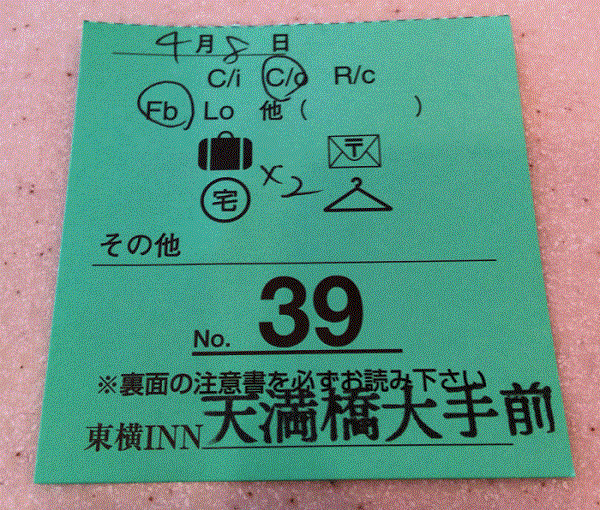 4月8日
C/i C/o R/c
Fb Lo 他( )
〒
×2
宅
その他
No. 39
※裏面の注意書を必ずお読み下さい
東横INN 天満橋大手前